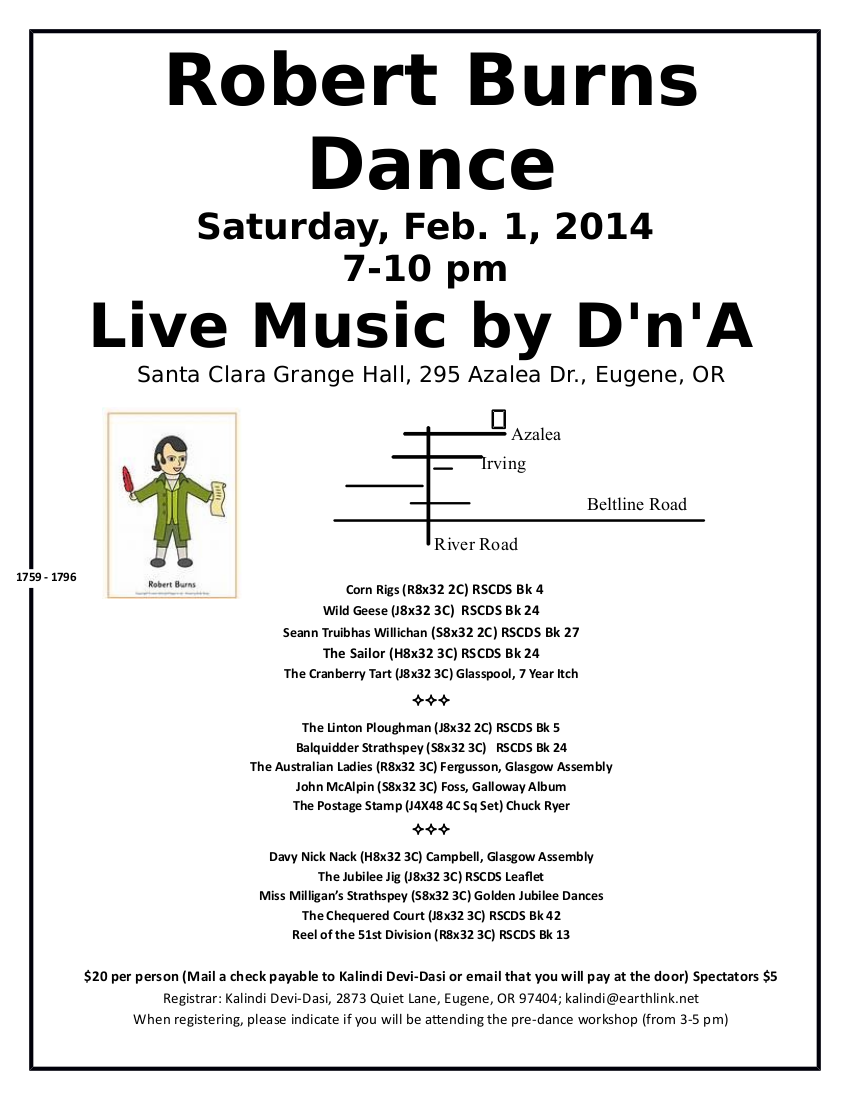 Robert Burns
Dance
Saturday, Feb. 1, 2014
7-10 pm
Live Music by D'n'A
Santa Clara Grange Hall, 295 Azalea Dr., Eugene, OR
Azalea
Irving
Beltline Road
River Road
Robert Burns
1759 - 1796
Corn Rigs (R8x32 2C) RSCDS Bk 4
Wild Geese (J8x32 3C)  RSCDS Bk 24
Seann Truibhas Willichan (S8x32 2C) RSCDS Bk 27
The Sailor (H8x32 3C) RSCDS Bk 24
The Cranberry Tart (J8x32 3C) Glasspool, 7 Year Itch
✧✧✧
The Linton Ploughman (J8x32 2C) RSCDS Bk 5
Balquidder Strathspey (S8x32 3C)   RSCDS Bk 24
The Australian Ladies (R8x32 3C) Fergusson, Glasgow Assembly
John McAlpin (S8x32 3C) Foss, Galloway Album
The Postage Stamp (J4X48 4C Sq Set) Chuck Ryer
✧✧✧
Davy Nick Nack (H8x32 3C) Campbell, Glasgow Assembly
The Jubilee Jig (J8x32 3C) RSCDS Leaflet
Miss Milligan’s Strathspey (S8x32 3C) Golden Jubilee Dances
The Chequered Court (J8x32 3C) RSCDS Bk 42
Reel of the 51st Division (R8x32 3C) RSCDS Bk 13
$20 per person (Mail a check payable to Kalindi Devi-Dasi or email that you will pay at the door) Spectators $5
Registrar: Kalindi Devi-Dasi, 2873 Quiet Lane, Eugene, OR 97404; kalindi@earthlink.net
When registering, please indicate if you will be attending the pre-dance workshop (from 3-5 pm)